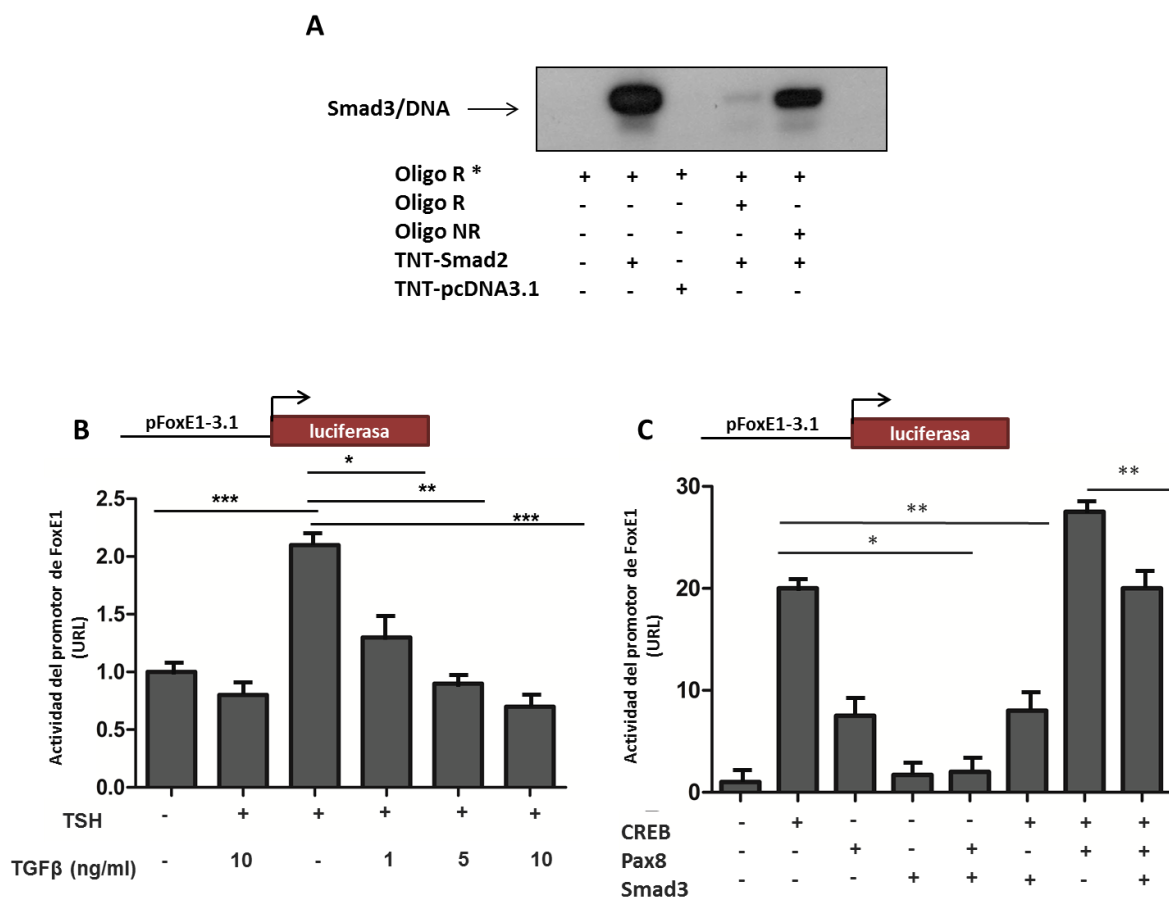 A
Smad3/DNA
Oligo R * + + + + +
Oligo R - - - + -
Oligo NR - - - - +
TNT-Smad2 - + - + +
TNT-pcDNA3.1 - - + - -
B
pFoxE1-3.1
luciferasa
*
**
***
***
Actividad del promotor de FoxE1
(URL)
2.5
2.0
1.5
1.0
0.5
0.0
TSH - + + + + +
TGFβ (ng/ml) - 10 - 1 5 10
C
pFoxE1-3.1
luciferasa
**
**
*
Actividad del promotor de FoxE1
(URL)
30
20
10
0
CREB - + - - - + + +
Pax8 - - + - + - + +
Smad3 - - - + + + - +